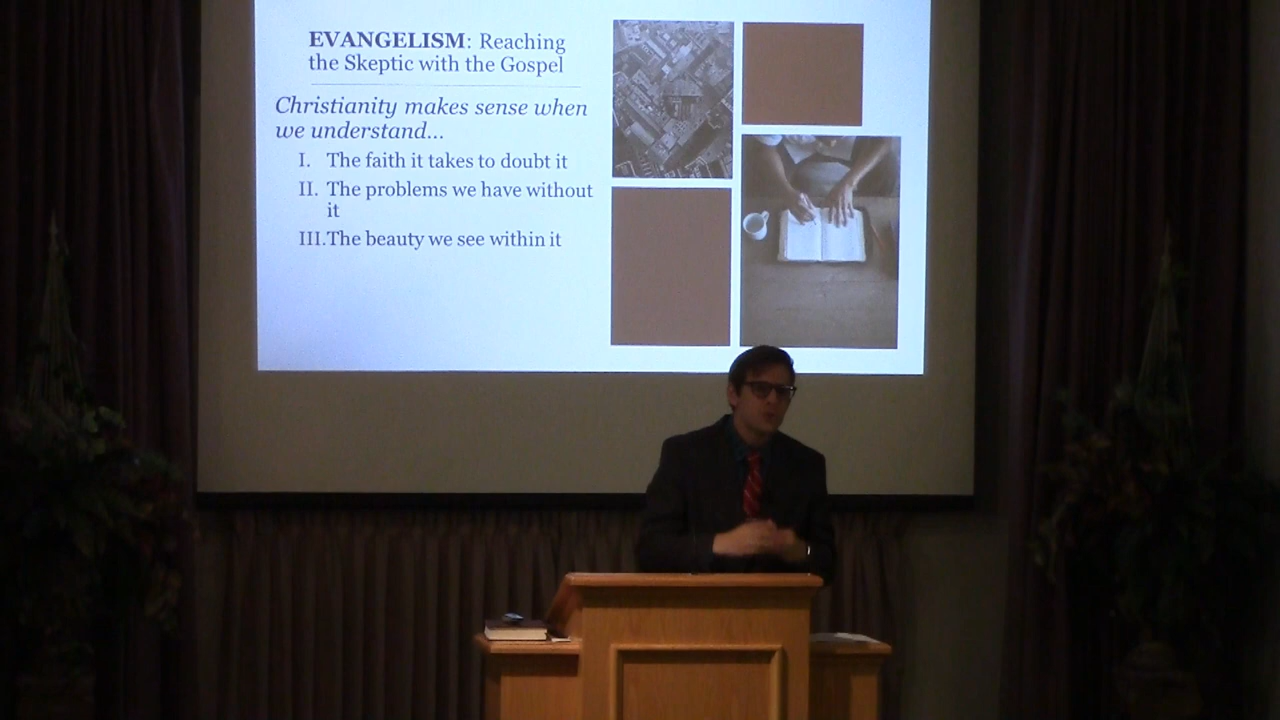 EVANGELISM: Reaching
the Skeptic with the Gospel
Christianity makes sense when
we understand...
I. The faith it takes to doubt it
II. The problems we have without
it
III.The beauty we see within it